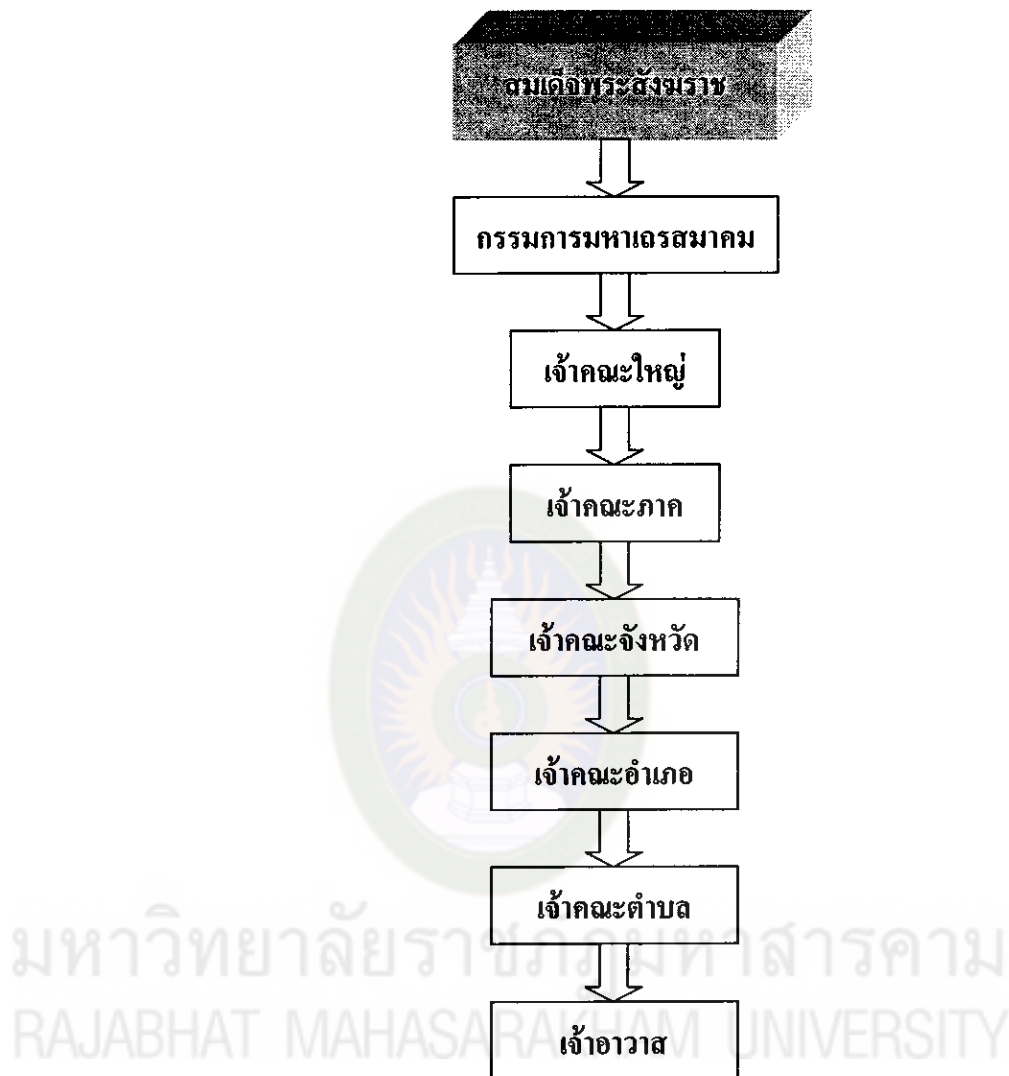 สมเด็จพระสังฆราช
กรรมการมหาเถรสมาคม
เจ้าคณะใหญ่
เจ้าคณะภาค
เจ้าคณะจังหวัด
เจ้าคณะอำเภอ
เจ้าคณะตำบล
เจ้าอาวาส
มหาวิทยาลัยราชภัฏมหาสารคาม
RAJABHAT MAHASARAKHAM UNIVERSITY